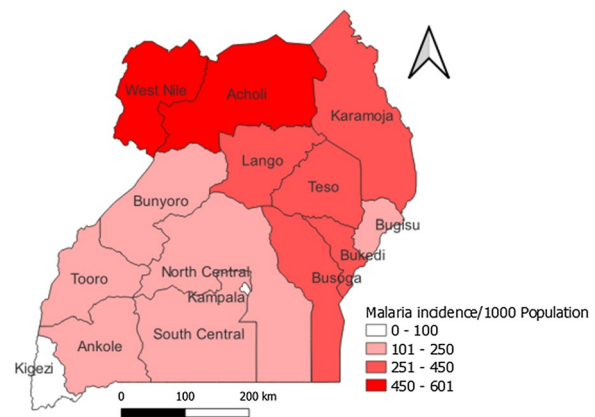 West Nile
Acholi
Karamoja
Lango
Teso
Bunyoro
Bugisu
Bukedi
Tooro
North Central
Busoga
Kampala
South Central
Ankole
Kigezi
Malaria incidence/1000 Population
0 - 100
101 - 250
251 - 450
450 - 601
0 100 200 km